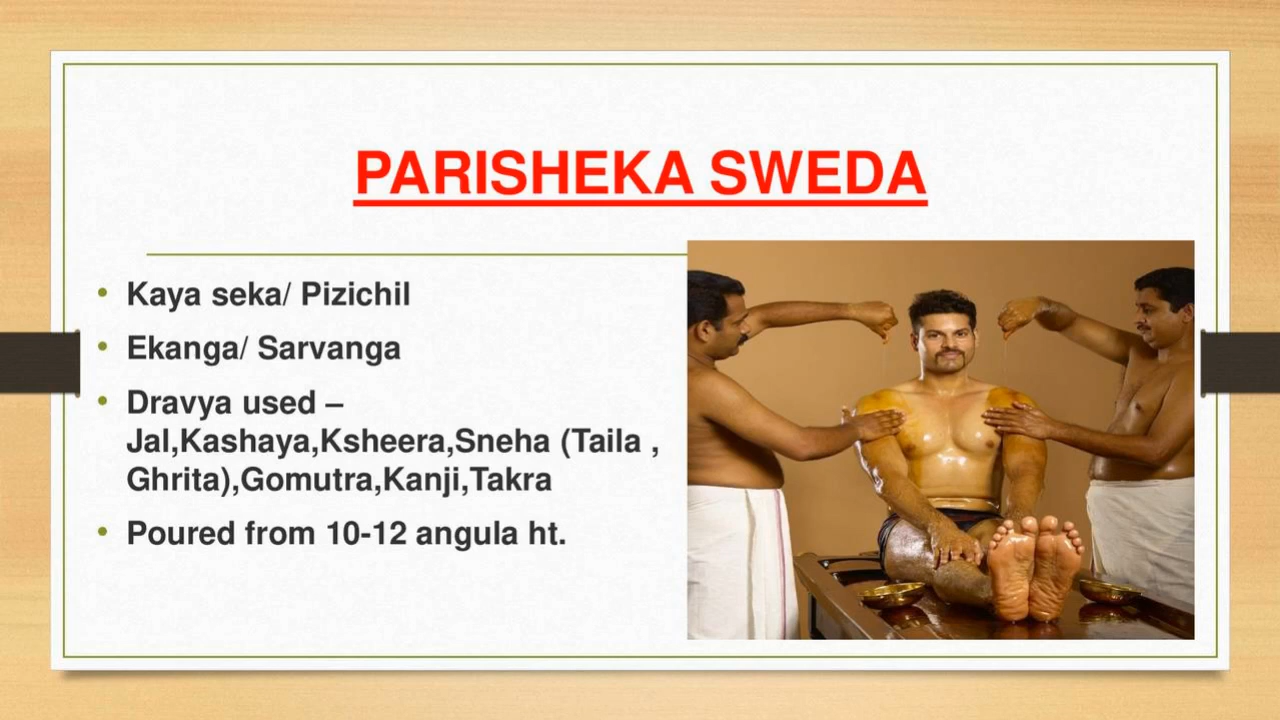 PARISHEKA SWEDA
• Kaya seka/ Pizichil
• Ekanga/ Sarvanga
• Dravya used –
Jal,Kashaya,Ksheera,Sneha (Taila ,
Ghrita),Gomutra,Kanji,Takra
• Poured from 10-12 angula ht.